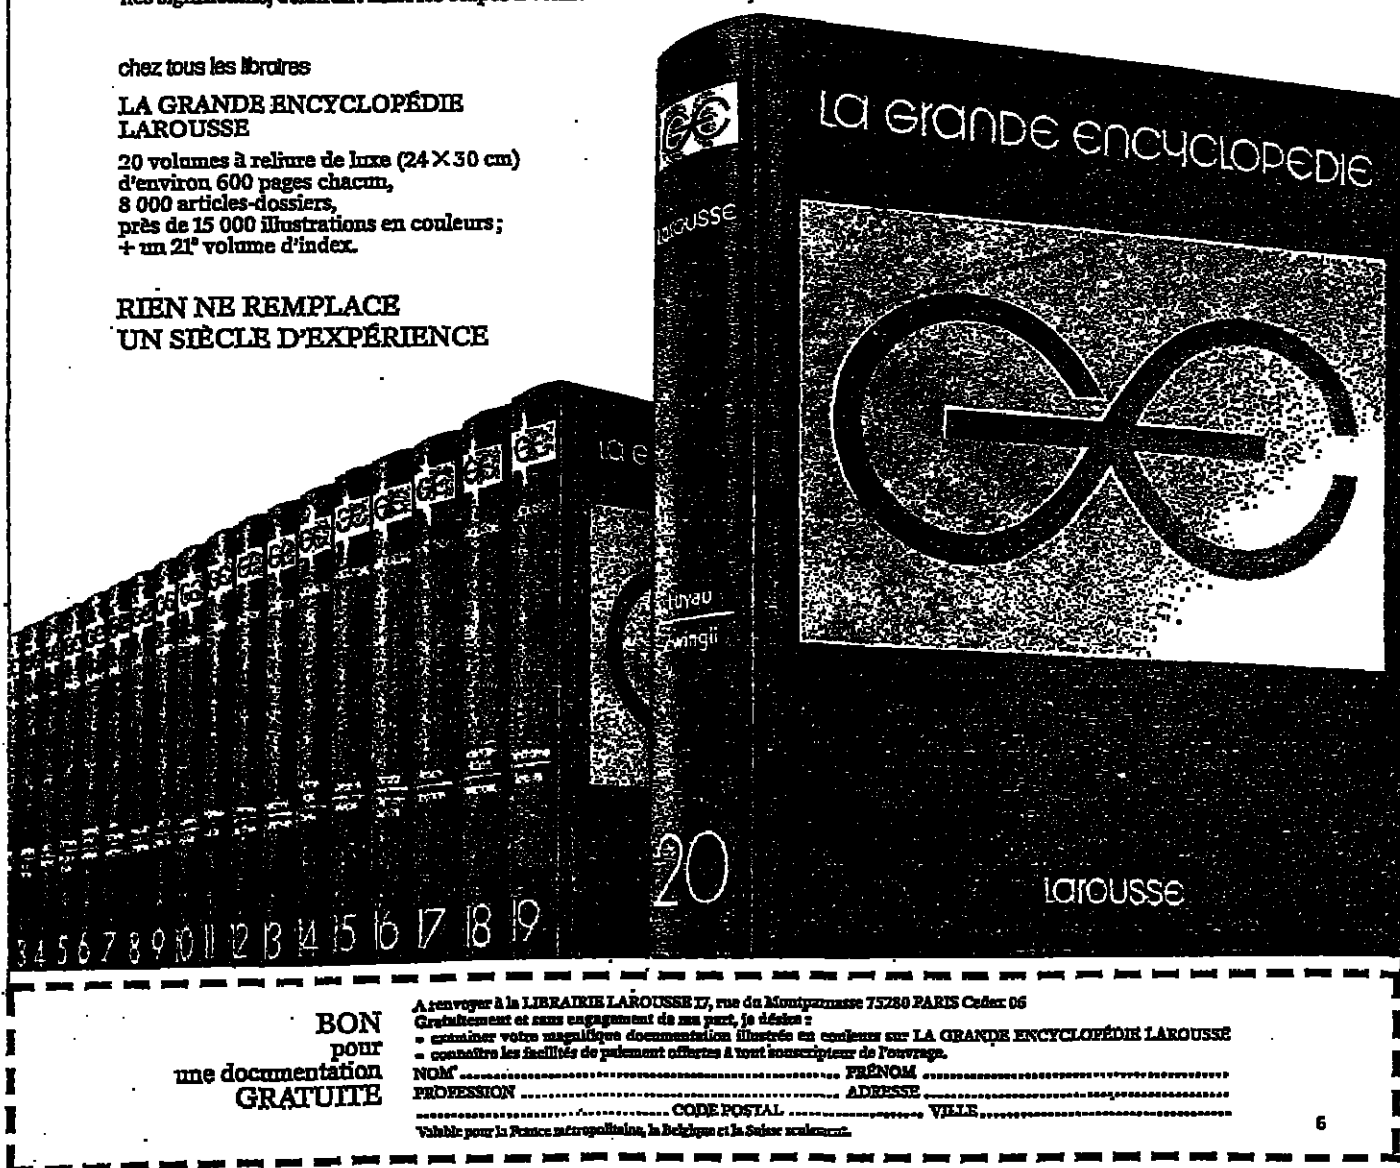 chez tous les libraires
LA GRANDE ENCYCLOPÉDIE
LAROUSSE
20 volumes à reliure de luxe (24 X 30 cm)
d'environ 600 pages chacun,
8 000 articles-dossiers,
près de 15 000 illustrations en couleurs;
+ un 21e volume d'index.
RIEN NE REMPLACE
UN SIÈCLE D'EXPÉRIENCE
La Grande Encyclopedie
larousse
tuyau
20
larousse
3 4 5 6 7 8 9 10 11 12 13 14 15 16 17 18 19
BON
pour
une documentation
GRATUITE
A renvoyer à la LIBRAIRIE LAROUSSE 17, rue du Montparnasse 75280 PARIS Cedex 06
Gratuitement et sans engagement de ma part, je désire :
- examiner votre magnifique documentation illustrée en couleurs sur LA GRANDE ENCYCLOPÉDIE LAROUSSE
- connaître les facilités de paiement offertes à tout souscripteur de l'ouvrage.
NOM PRÉNOM
PROFESSION ADRESSE
CODE POSTAL VILLE
Valable pour la France métropolitaine, la Belgique et la Suisse seulement.
6